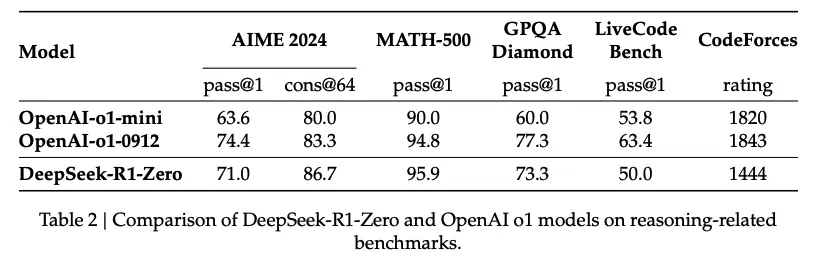 Model AIME 2024 MATH-500 GPQA Diamond LiveCode Bench CodeForces
pass@1 cons@64 pass@1 pass@1 pass@1 rating
OpenAI-o1-mini 63.6 80.0 90.0 60.0 53.8 1820
OpenAI-o1-0912 74.4 83.3 94.8 77.3 63.4 1843
DeepSeek-R1-Zero 71.0 86.7 95.9 73.3 50.0 1444
Table 2 | Comparison of DeepSeek-R1-Zero and OpenAI o1 models on reasoning-related
benchmarks.